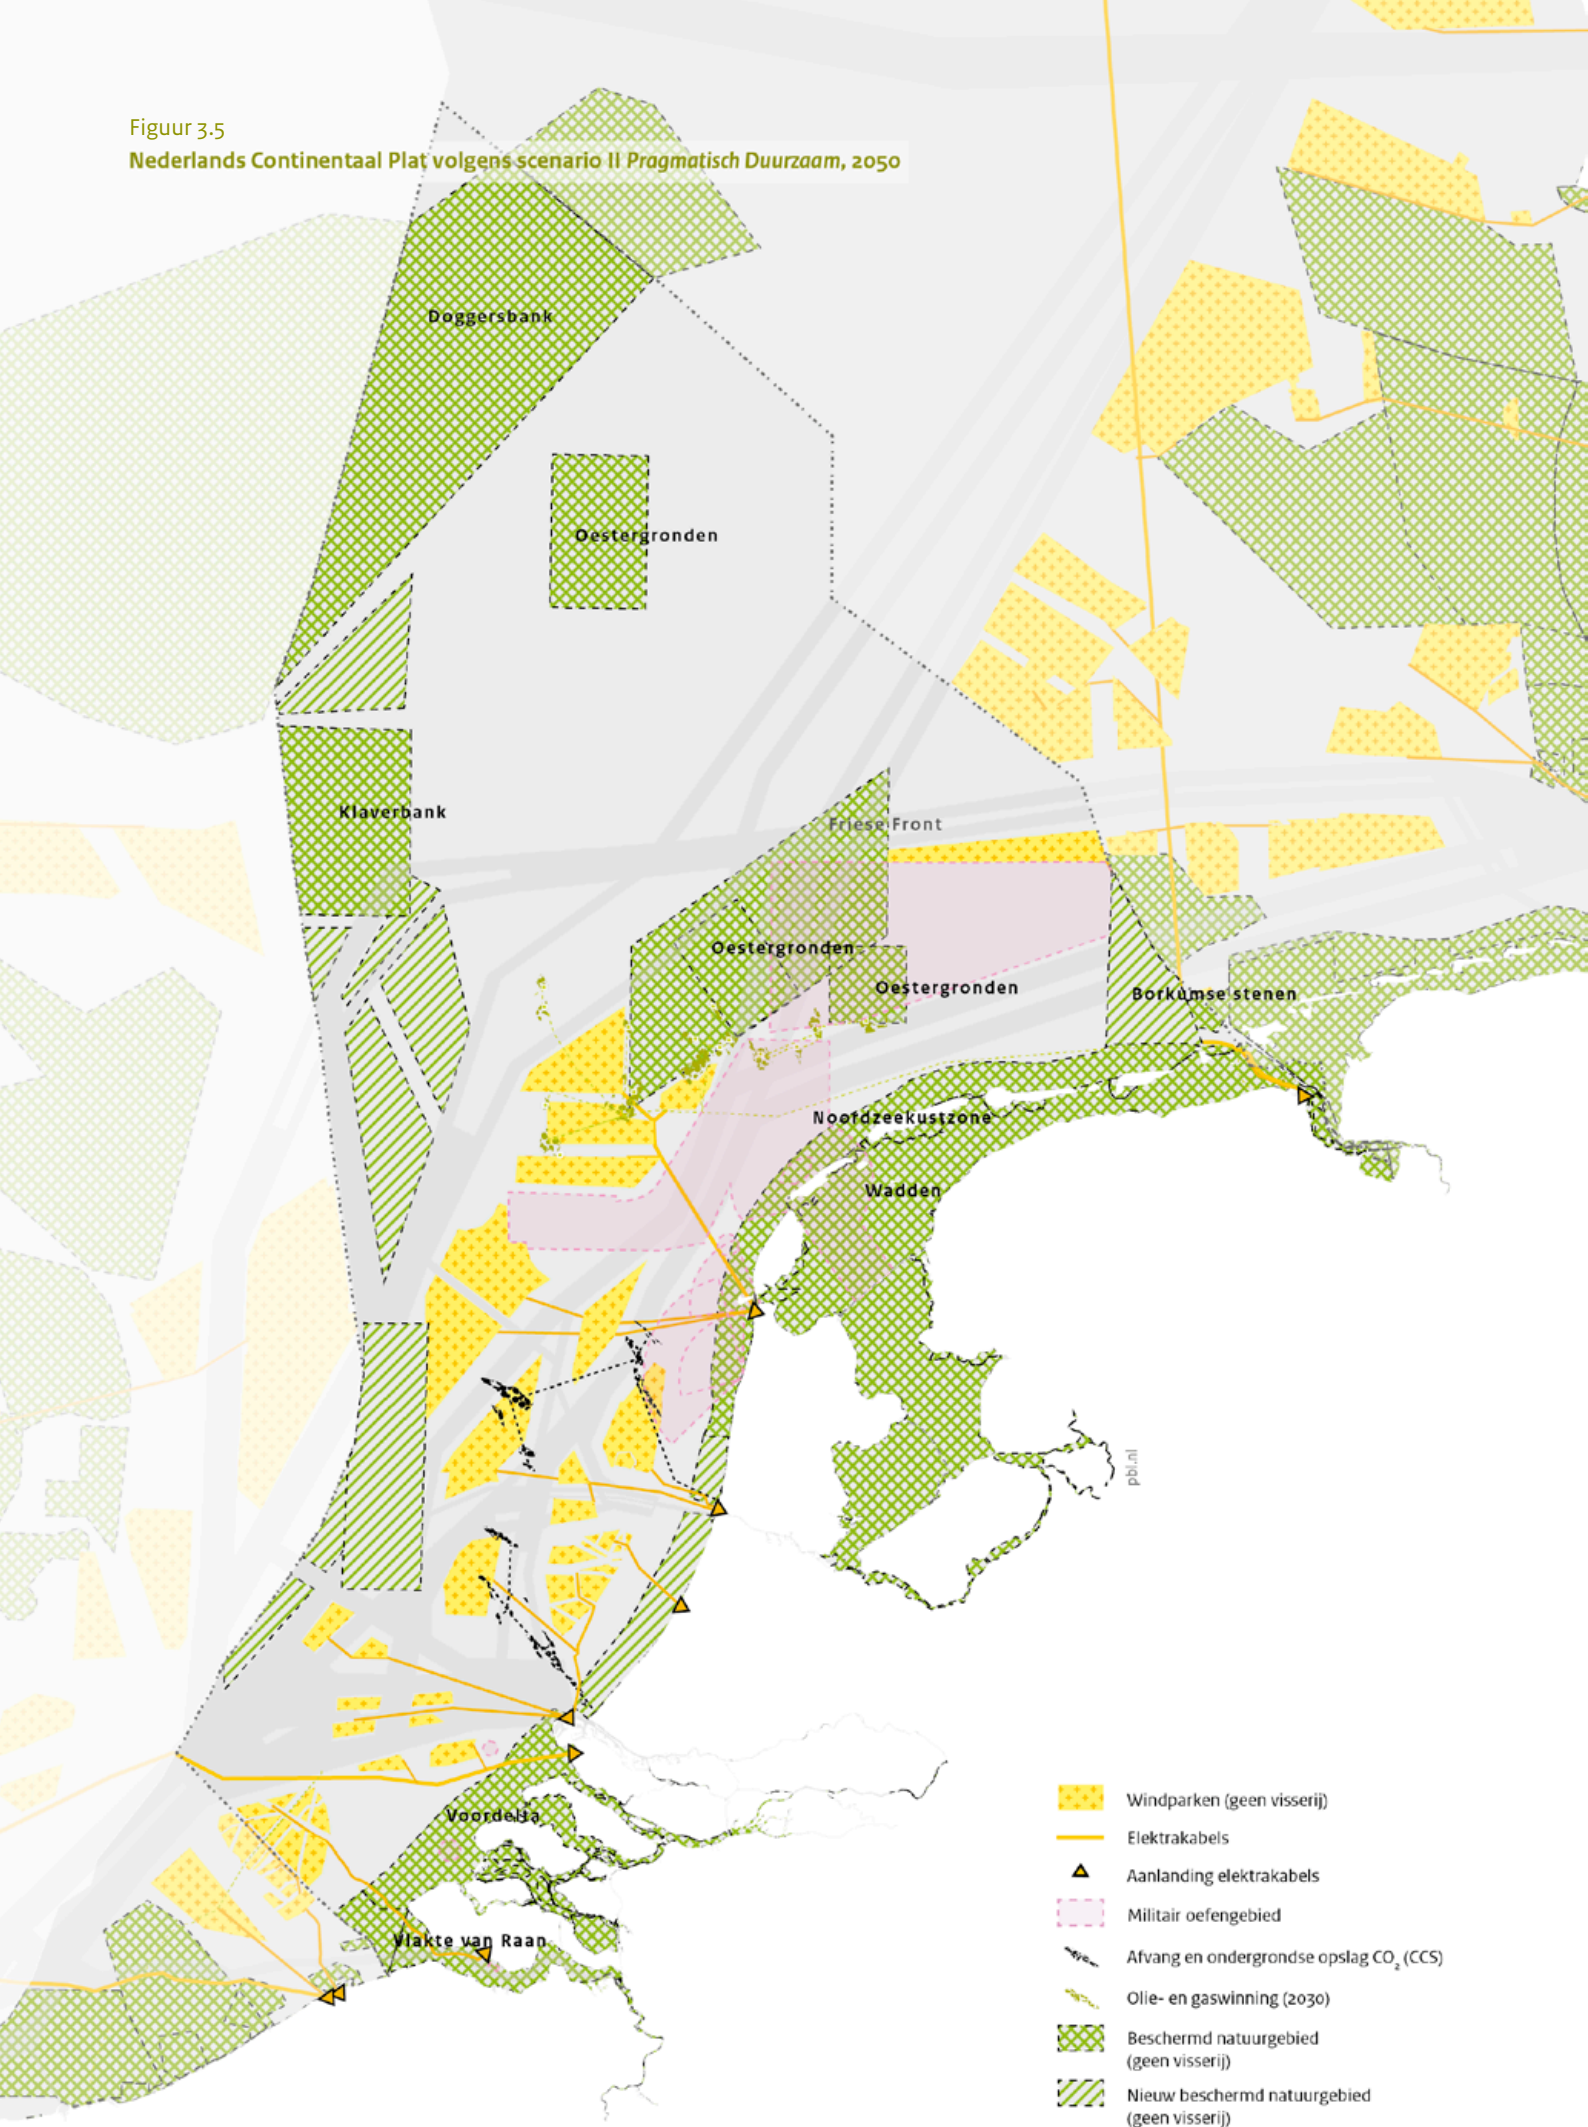 Figuur 3.5
Nederlands Continentaal Plat volgens scenario II Pragmatisch Duurzaam, 2050
Doggersbank
Oestergronden
Klaverbank
Friese Front
Oestergronden
Oestergronden
Borkumse stenen
Noordzeekustzone
Wadden
pbl.nl
Voordelta
Vlakte van Raan
Windparken (geen visserij)
Elektrakabels
Aanlanding elektrakabels
Militair oefengebied
Afvang en ondergrondse opslag CO₂ (CCS)
Olie- en gaswinning (2030)
Beschermd natuurgebied
(geen visserij)
Nieuw beschermd natuurgebied
(geen visserij)